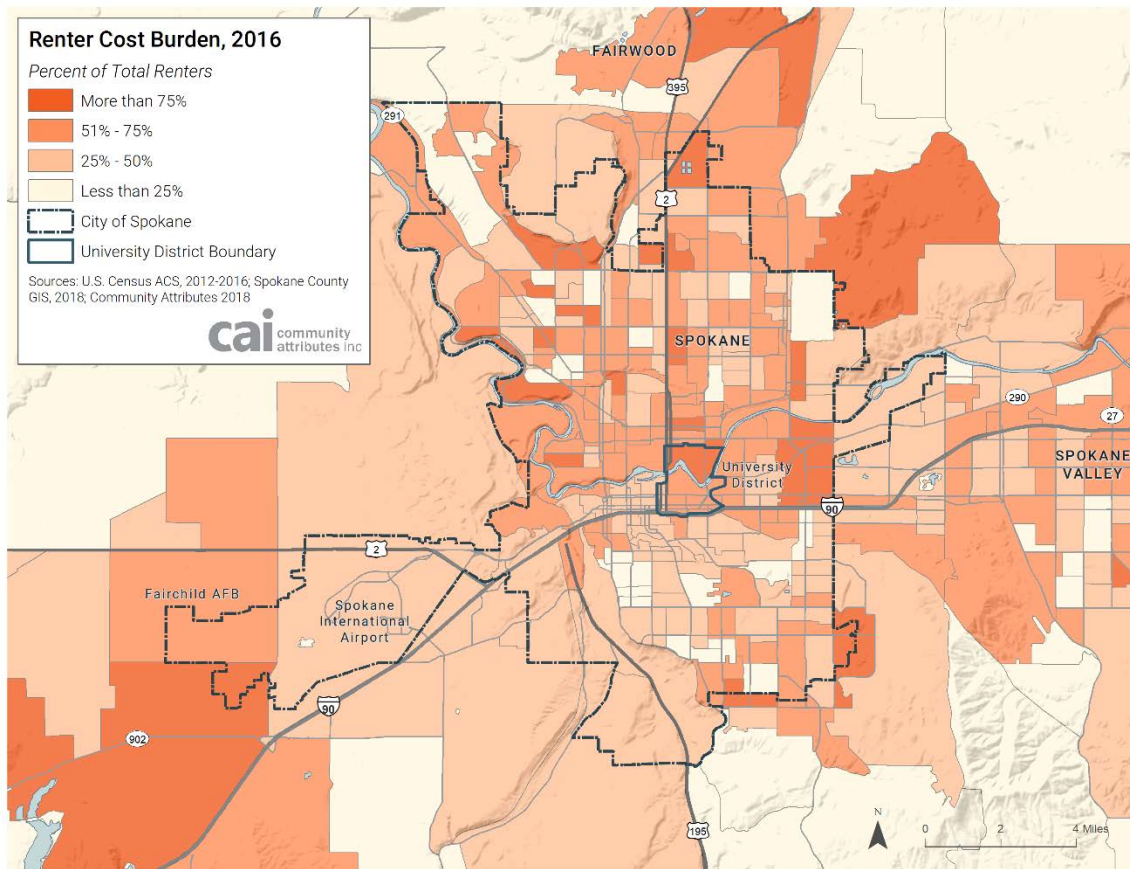 Renter Cost Burden, 2016
Percent of Total Renters
More than 75%
51% - 75%
25% - 50%
Less than 25%
City of Spokane
University District Boundary
Sources: U.S. Census ACS, 2012-2016; Spokane County
GIS, 2018; Community Attributes 2018
cai community
attributes inc
FAIRWOOD
395
291
2
SPOKANE
290
27
SPOKANE
VALLEY
University
District
90
2
Fairchild AFB
Spokane
International
Airport
90
902
195
N
0 2 4 Miles